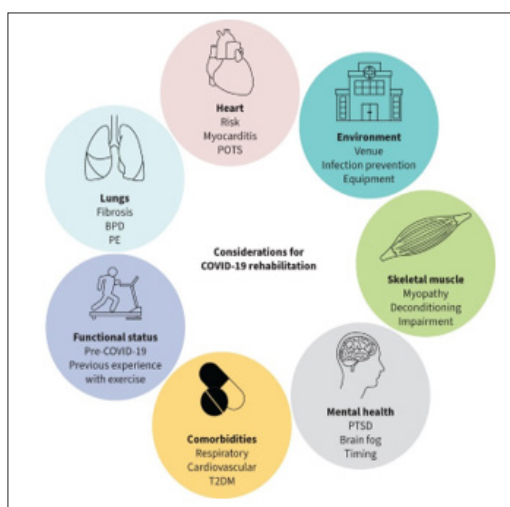 Heart
Risk
Myocarditis
POTS
Environment
Venue
Infection prevention
Equipment
Lungs
Fibrosis
BPD
PE
Considerations for
COVID-19 rehabilitation
Skeletal muscle
Myopathy
Deconditioning
Impairment
Functional status
Pre-COVID-19
Previous experience
with exercise
Mental health
PTSD
Brain fog
Timing
Comorbidities
Respiratory
Cardiovascular
T2DM